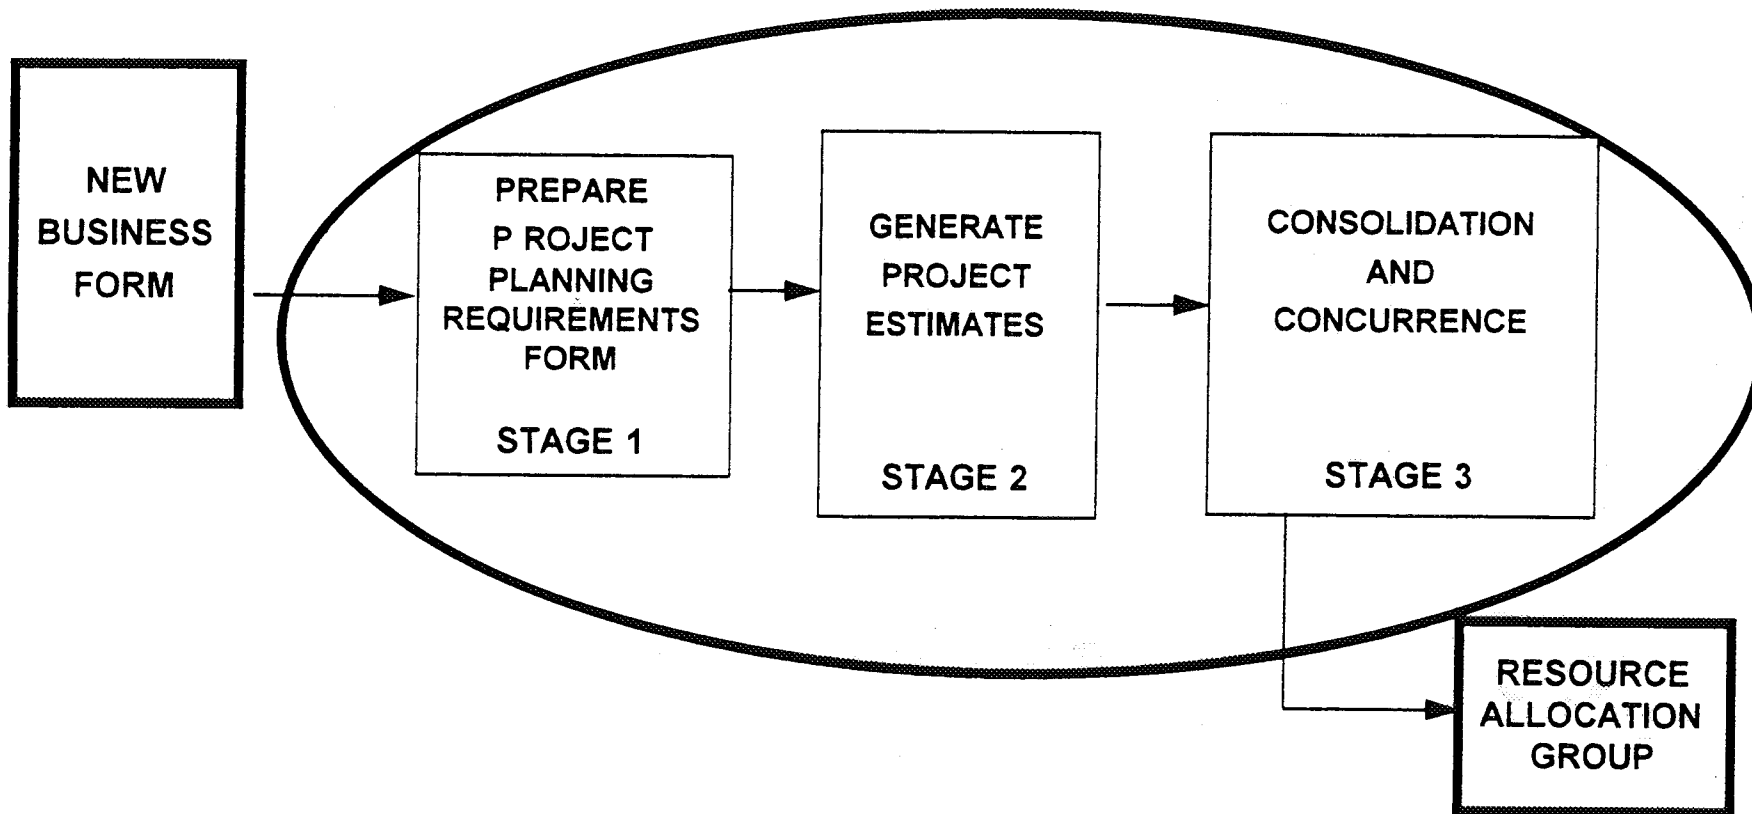 NEW
BUSINESS
FORM
PREPARE
P ROJECT
PLANNING
REQUIREMENTS
FORM
STAGE 1
GENERATE
PROJECT
ESTIMATES
STAGE 2
CONSOLIDATION
AND
CONCURRENCE
STAGE 3
RESOURCE
ALLOCATION
GROUP